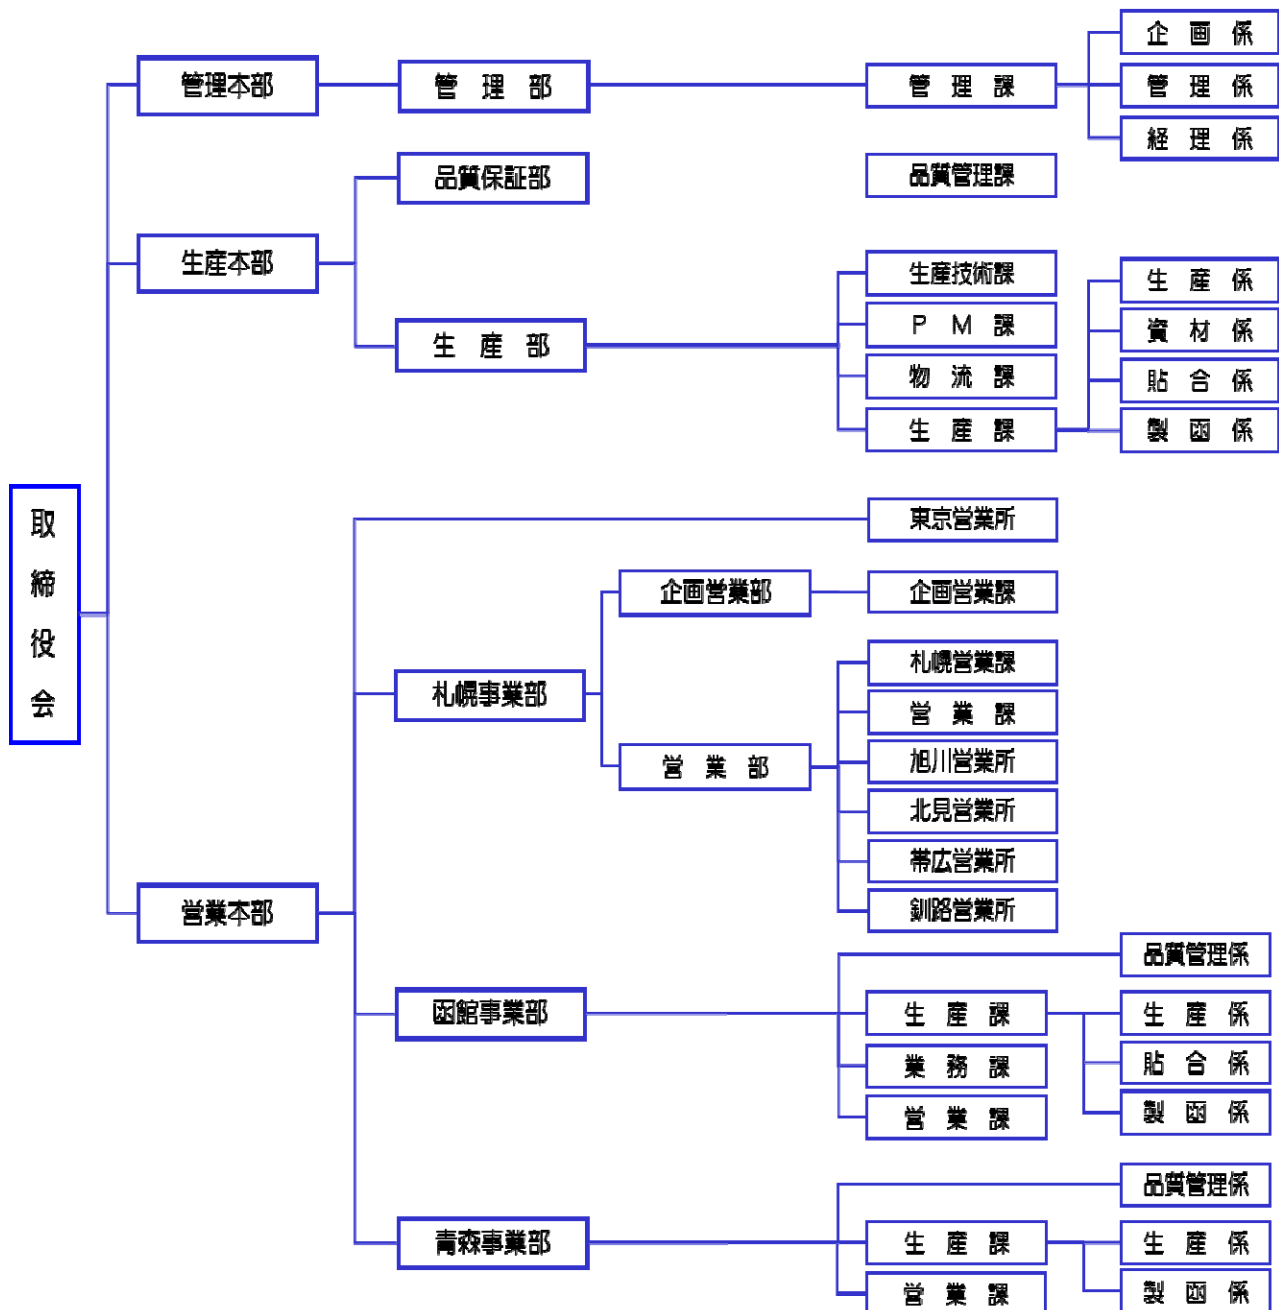 取締役会
管理本部
管理部
管理課
企画係
管理係
経理係
生産本部
品質保証部
品質管理課
生産部
生産技術課
PM課
物流課
生産課
生産係
資材係
貼合係
製函係
営業本部
東京営業所
札幌事業部
企画営業部
企画営業課
営業部
札幌営業課
営業課
旭川営業所
北見営業所
帯広営業所
釧路営業所
函館事業部
品質管理係
生産課
生産係
貼合係
製函係
業務課
営業課
青森事業部
品質管理係
生産課
生産係
製函係
営業課